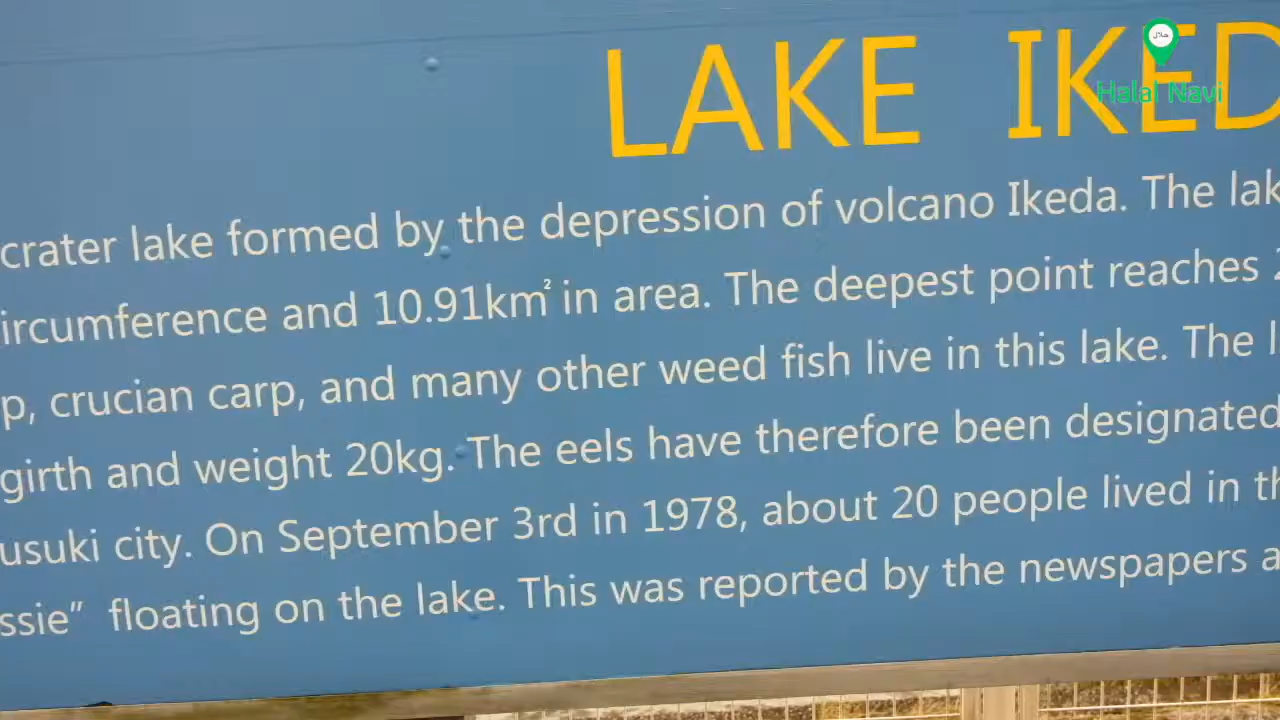 LAKE IKED
حلال
Halal Navi
crater lake formed by the depression of volcano Ikeda. The lak
ircumference and 10.91km² in area. The deepest point reaches 2
p, crucian carp, and many other weed fish live in this lake. The l
girth and weight 20kg. The eels have therefore been designated
usuki city. On September 3rd in 1978, about 20 people lived in th
ssie” floating on the lake. This was reported by the newspapers a